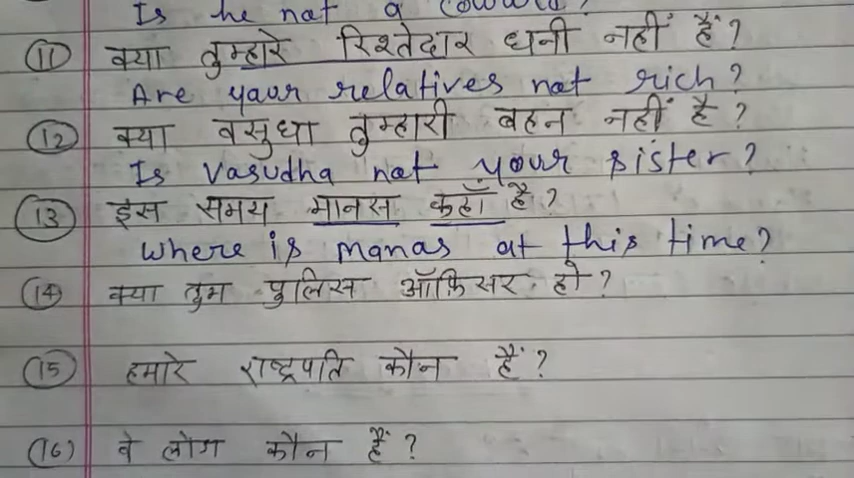 Is he not a coward?
(11) क्या तुम्हारे रिश्तेदार धनी नहीं हैं?
Are your relatives not rich?
(12) क्या वसुधा तुम्हारी बहन नहीं है?
Is Vasudha not your sister?
(13) इस समय मानस कहाँ है?
Where is manas at this time?
(14) क्या तुम पुलिस ऑफ़िसर हो?
(15) हमारे राष्ट्रपति कौन हैं?
(16) वे लोग कौन हैं?